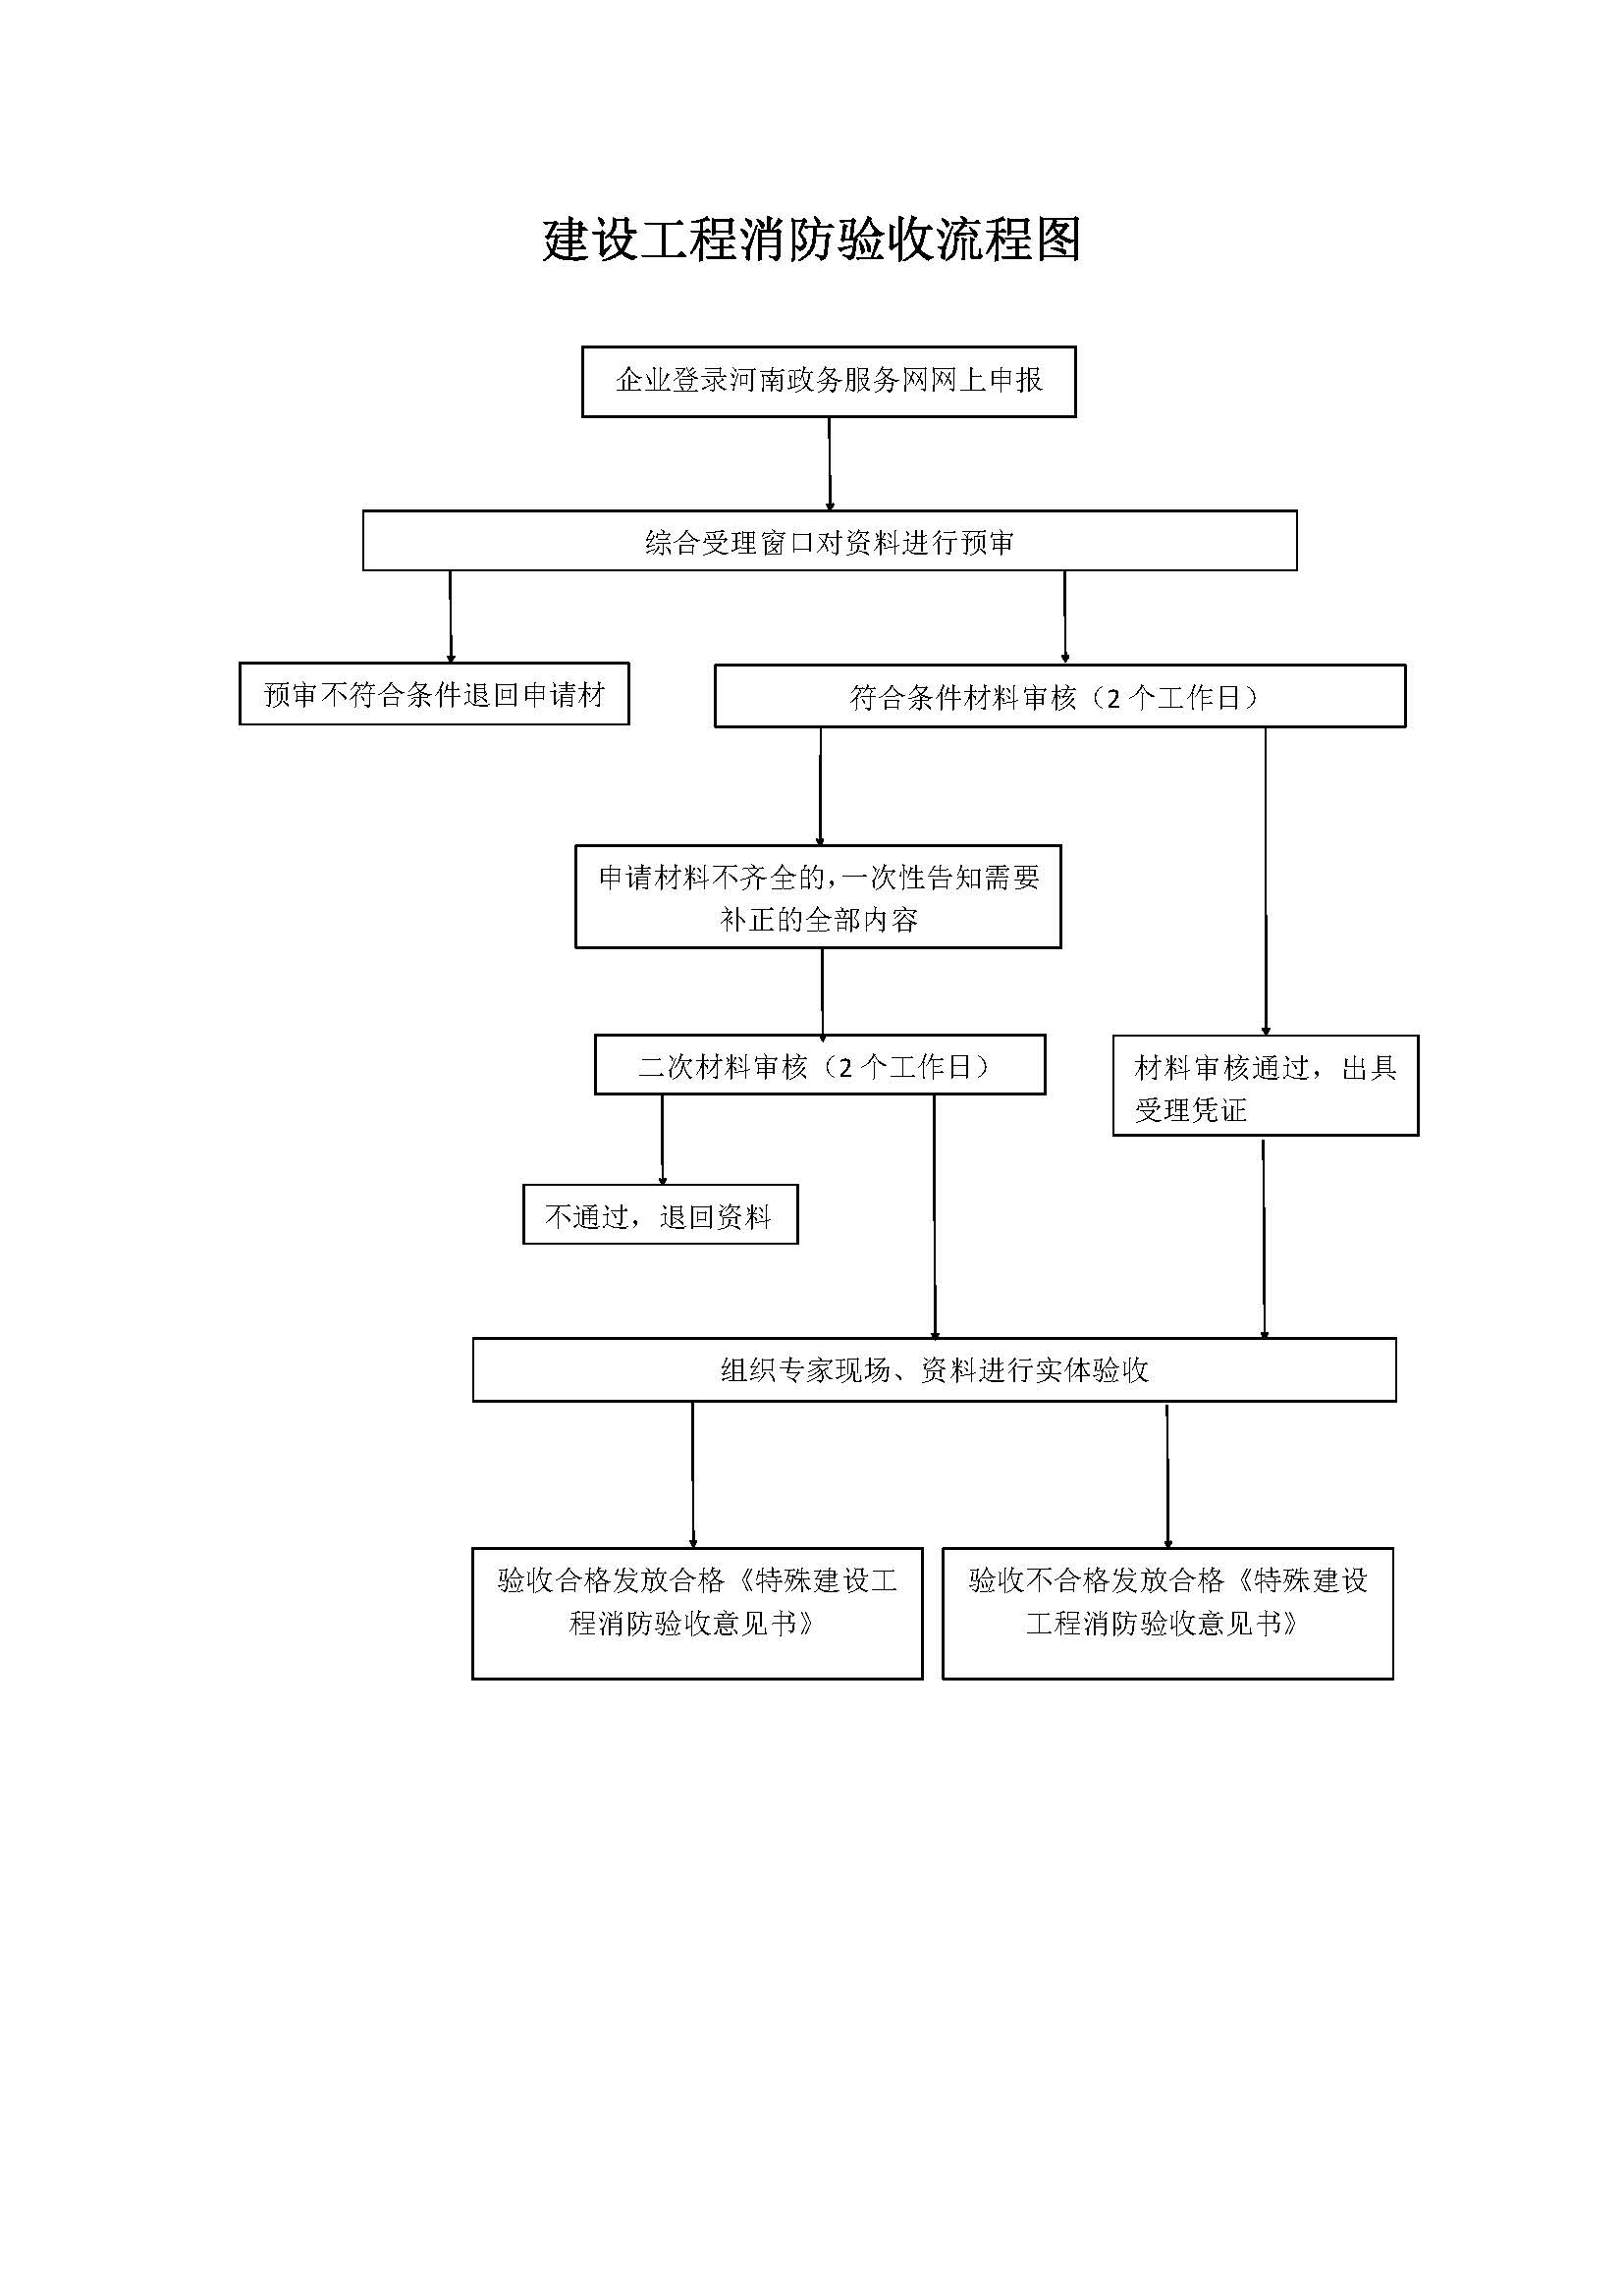 建设工程消防验收流程图
企业登录河南政务服务网网上申报
综合受理窗口对资料进行预审
预审不符合条件退回申请材
符合条件材料审核（2 个工作日）
申请材料不齐全的，一次性告知需要
补正的全部内容
二次材料审核（2 个工作日）
材料审核通过，出具
受理凭证
不通过，退回资料
组织专家现场、资料进行实体验收
验收合格发放合格《特殊建设工
程消防验收意见书》
验收不合格发放合格《特殊建设
工程消防验收意见书》